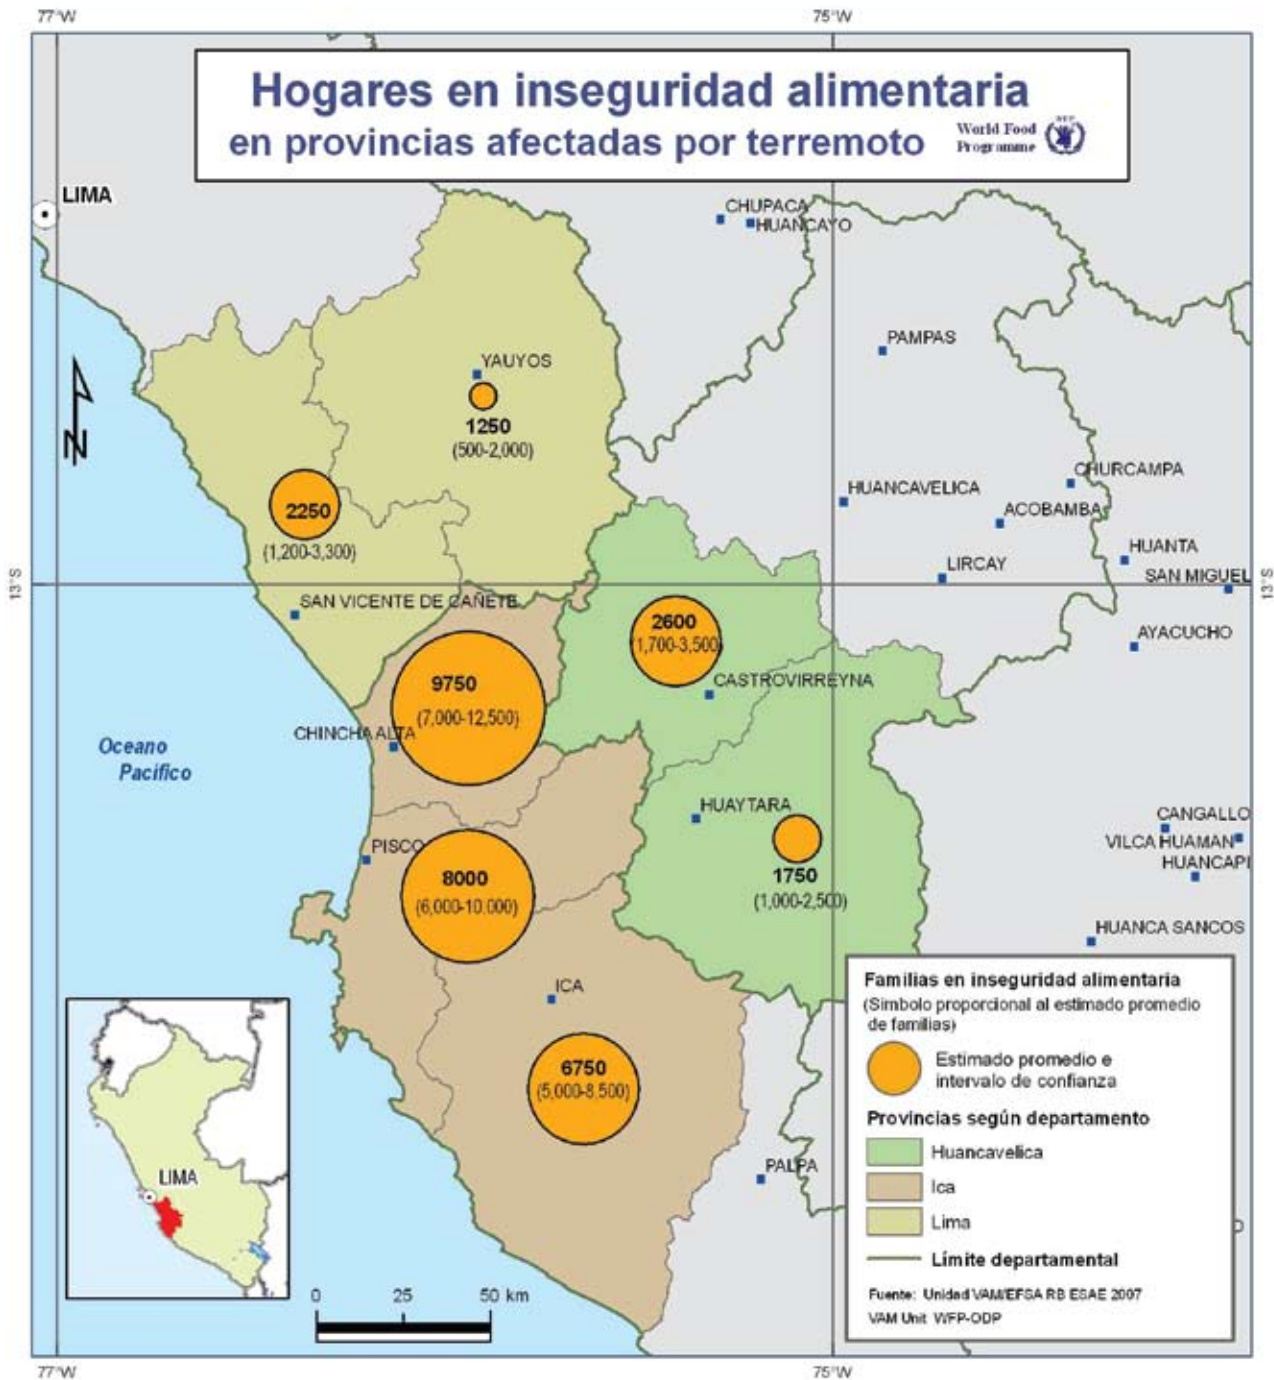 77°W
75°W
Hogares en inseguridad alimentaria
en provincias afectadas por terremoto
World Food
Programme
LIMA
CHUPACA
HUANCAYO
PAMPAS
YAUYOS
1250
(500-2,000)
N
CHURCAMPA
HUANCAVELICA
ACOBAMBA
2250
(1,200-3,300)
HUANTA
LIRCAY
SAN MIGUEL
13°S
13°S
SAN VICENTE DE CAÑETE
2600
(1,700-3,500)
AYACUCHO
9750
(7,000-12,500)
CASTROVIRREYNA
CHINCHA ALTA
Oceano
Pacifico
HUAYTARA
CANGALLO
VILCA HUAMAN
HUANCAPI
PISCO
8000
(6,000-10.000)
1750
(1,000-2,500)
HUANCA SANCOS
ICA
6750
(5,000-8,500)
PALPA
LIMA
Familias en inseguridad alimentaria
(Simbolo proporcional al estimado promedio
de familias)
Estimado promedio e
intervalo de confianza
Provincias según departamento
Huancavelica
Ica
Lima
Límite departamental
Fuente: Unidad VAM/EFSA RB ESAE 2007
VAM Unit WFP-ODP
0 25 50 km
77°W
75°W